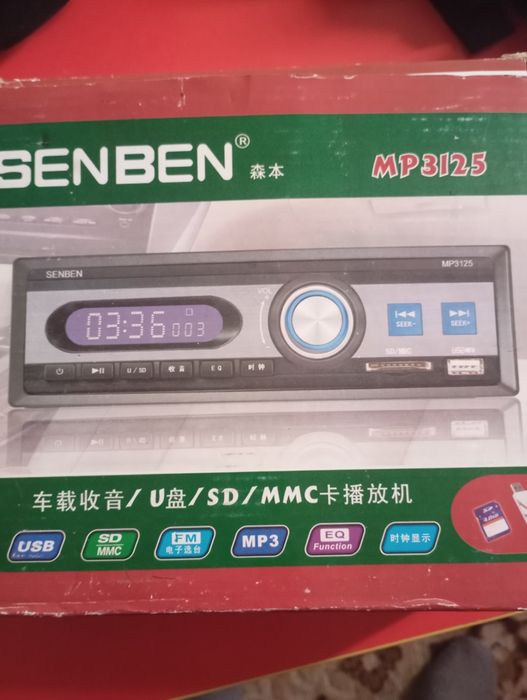 SENBEN®
森本
MP3125
SENBEN
MP3125
VOL
03:36 003
SEEK-
SEEK+
SD/MMC
U/SD
收音
EQ
时钟
车载收音/U盘/SD/MMC卡播放机
USB
SD
MMC
FM
电子选台
MP3
EQ
Function
时钟显示